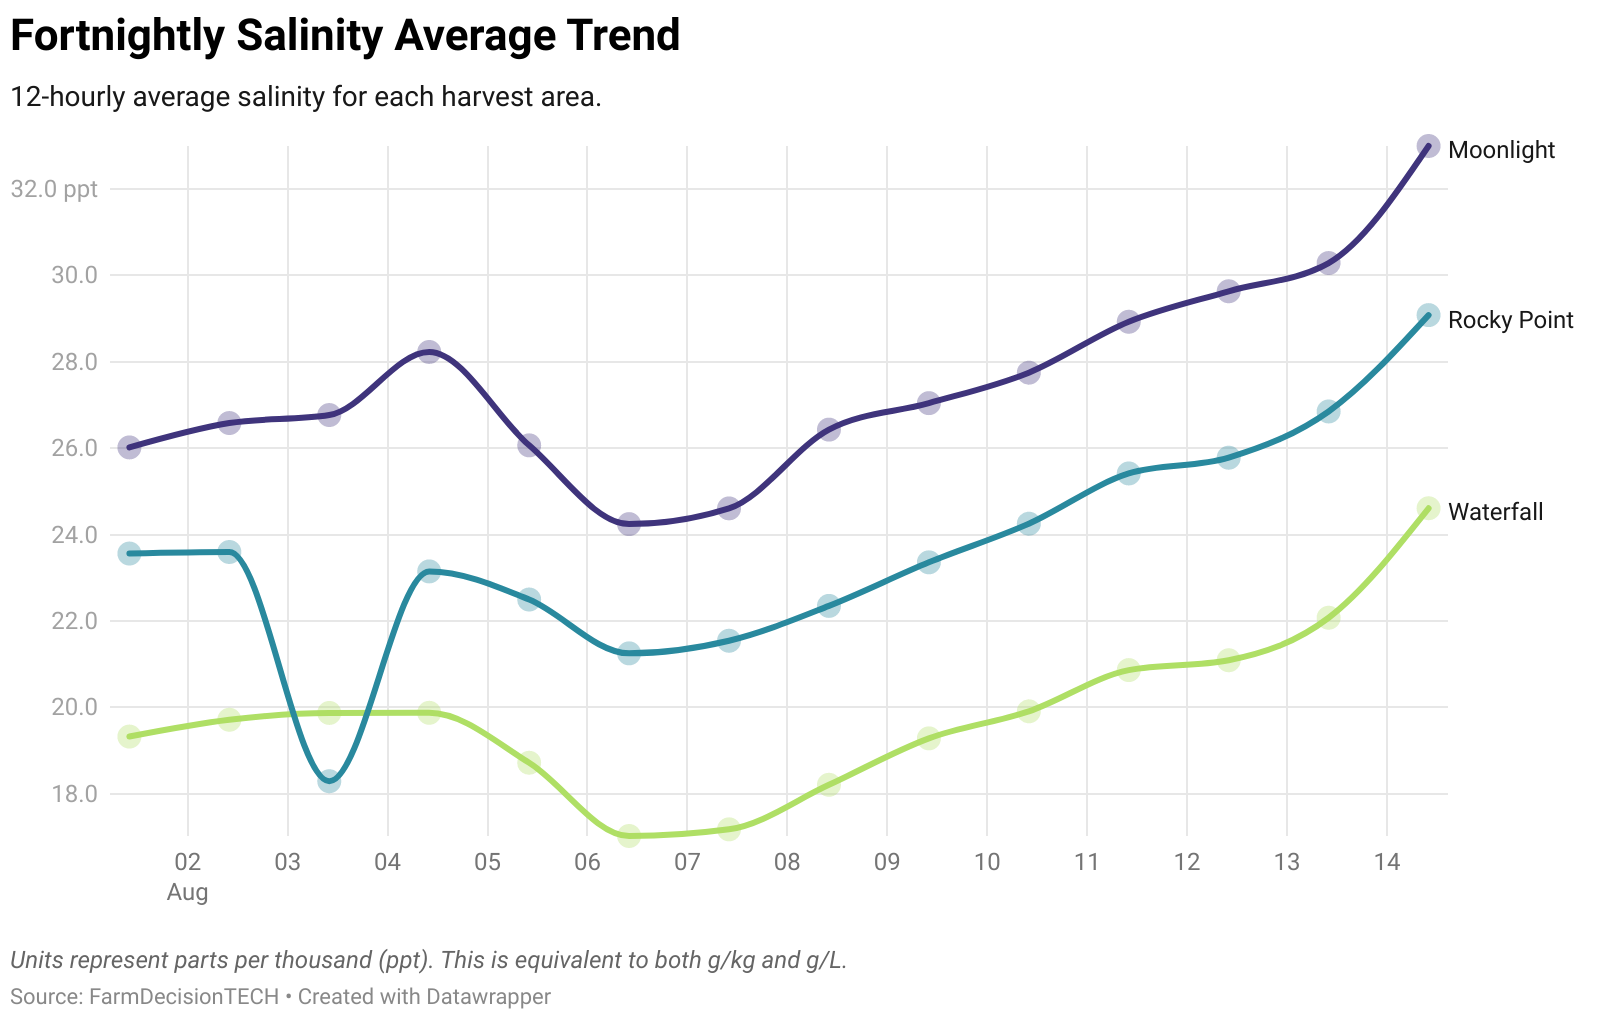 Fortnightly Salinity Average Trend
12-hourly average salinity for each harvest area.
Moonlight
32.0 ppt
30.0
Rocky Point
28.0
26.0
Waterfall
24.0
22.0
20.0
18.0
02 03 04 05 06 07 08 09 10 11 12 13 14
Aug
Units represent parts per thousand (ppt). This is equivalent to both g/kg and g/L.
Source: FarmDecisionTECH • Created with Datawrapper